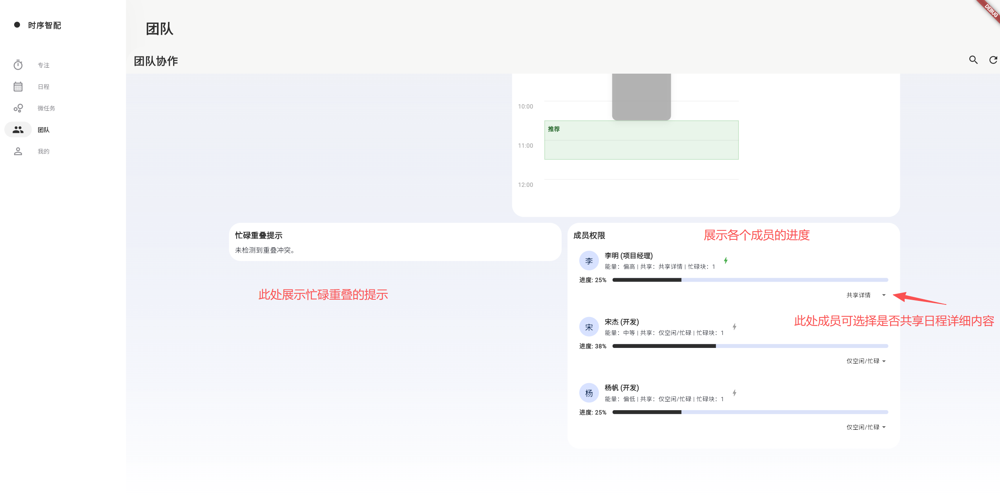 时序智配
专注
日程
微任务
团队
我的
团队
DEBUG
团队协作
10:00
推荐
11:00
12:00
忙碌重叠提示
未检测到重叠冲突。
此处展示忙碌重叠的提示
成员权限
展示各个成员的进度
李
李明 (项目经理)
能量：偏高 | 共享：共享详情 | 忙碌块：1
进度: 25%
共享详情
此处成员可选择是否共享日程详细内容
宋
宋杰 (开发)
能量：中等 | 共享：仅空闲/忙碌 | 忙碌块：1
进度: 38%
仅空闲/忙碌
杨
杨帆 (开发)
能量：偏低 | 共享：仅空闲/忙碌 | 忙碌块：1
进度: 25%
仅空闲/忙碌